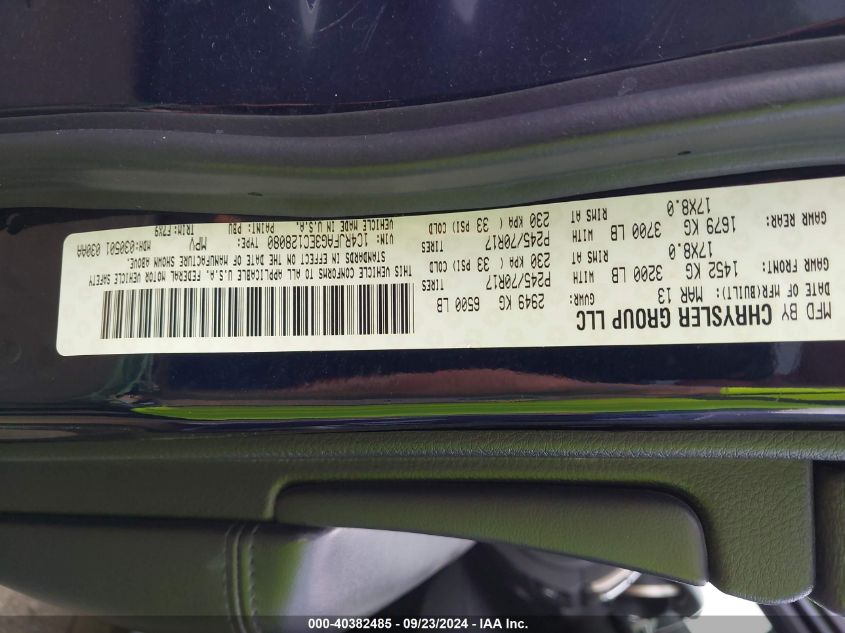 MFD BY CHRYSLER GROUP LLC
DATE OF MFR(BUILT): MAR 13 GVWR: 2949 KG 6500 LB
GAWR FRONT: 1452 KG 3200 LB WITH TIRES P245/70R17
17X8.0 RIMS AT 230 KPA ( 33 PSI) COLD
GAWR REAR: 1679 KG 3700 LB WITH TIRES P245/70R17
17X8.0 RIMS AT 230 KPA ( 33 PSI COLD
THIS VEHICLE CONFORMS TO ALL APPLICABLE U.S.A. FEDERAL MOTOR VEHICLE SAFETY
STANDARDS IN EFFECT ON THE DATE OF MANUFACTURE SHOWN ABOVE.
VIN: 1C4RJFAG3EC128080 TYPE: MPV MDH:030501 030AA
VEHICLE MADE IN U.S.A. PAINT: PBU TRIM:F7X9
000-40382485 - 09/23/2024 - IAA Inc.